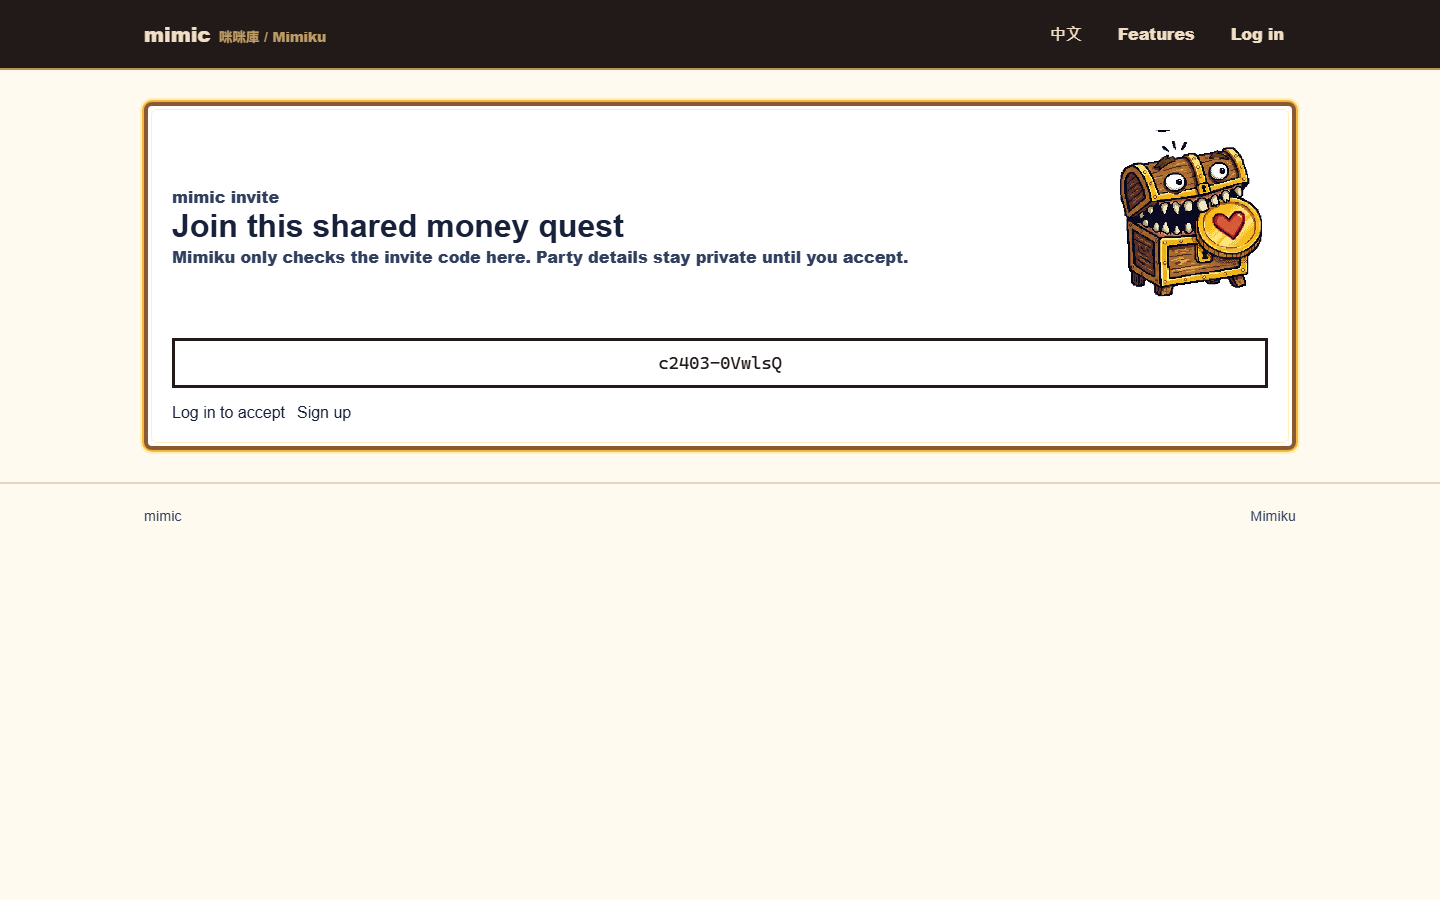 mimic 咪咪庫 / Mimiku
中文 Features Log in
mimic invite
Join this shared money quest
Mimiku only checks the invite code here. Party details stay private until you accept.
c2403-0VwlsQ
Log in to accept Sign up
mimic
Mimiku